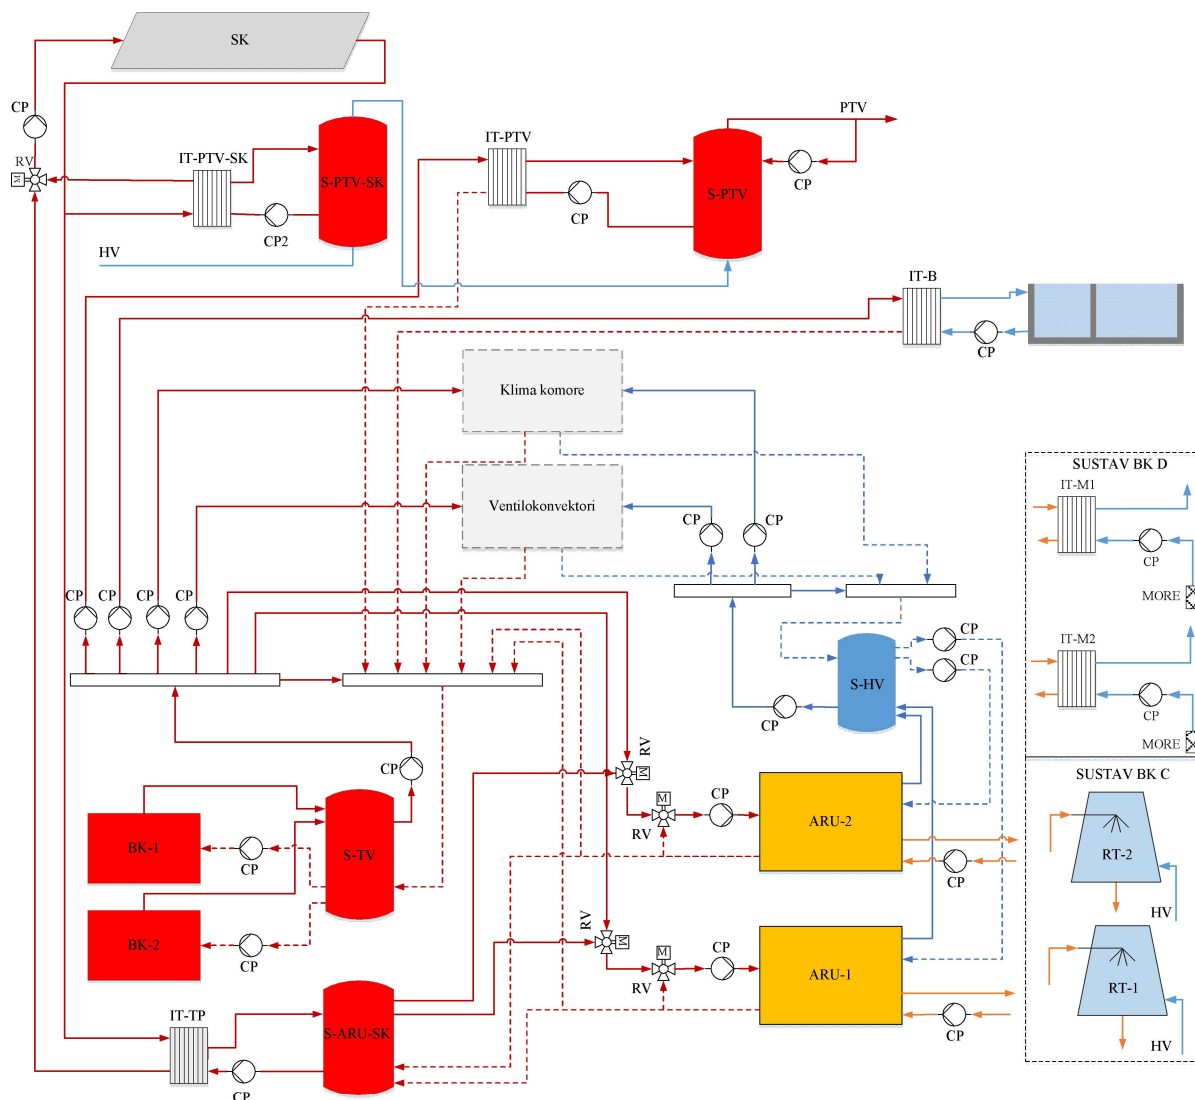 SK
PTV
CP
IT-PTV
IT-PTV-SK
RV
M
S-PTV-SK
S-PTV
CP
CP
CP2
HV
IT-B
CP
Klima komore
SUSTAV BK D
IT-M1
Ventilokonvektori
CP
CP
CP
CP
CP
CP
CP
MORE
CP
CP
IT-M2
S-HV
CP
CP
MORE
RV
M
CP
SUSTAV BK C
CP
M
RV
ARU-2
RT-2
BK-1
S-TV
CP
CP
HV
BK-2
CP
RV
M
M
CP
RV
ARU-1
RT-1
IT-TP
S-ARU-SK
CP
HV
CP